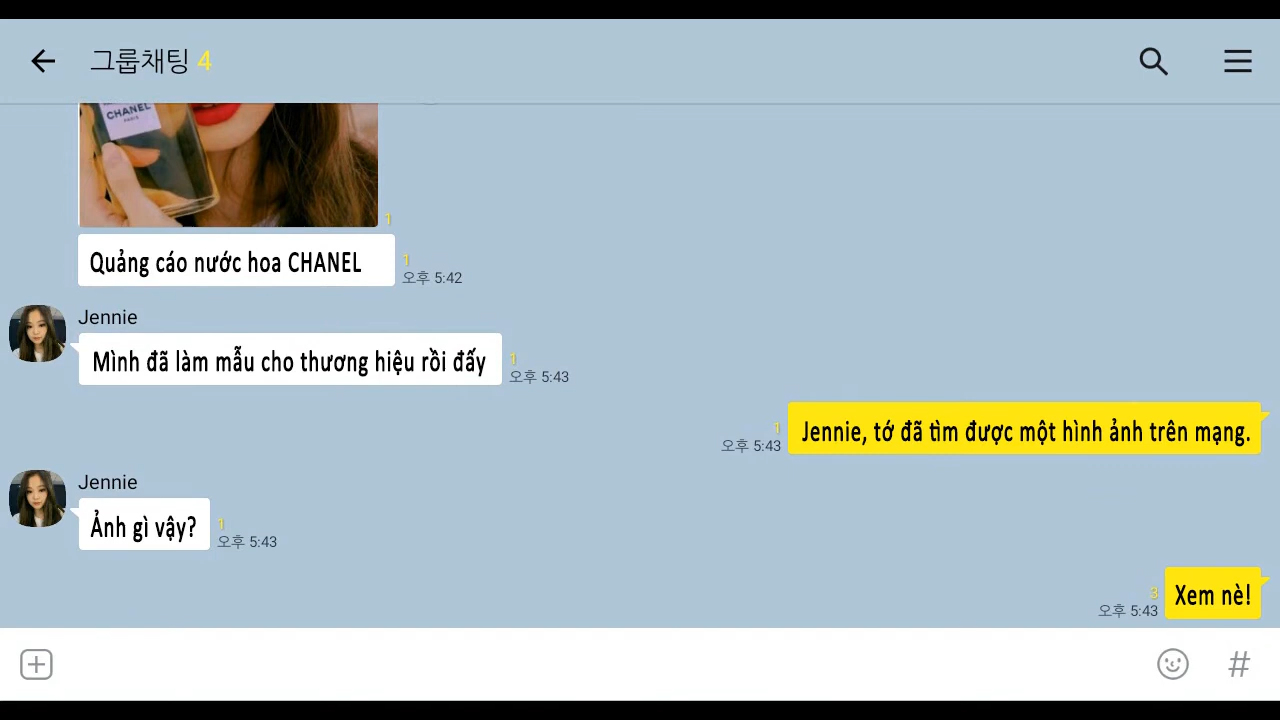 그룹채팅 4
CHANEL
PARIS
1
Quảng cáo nước hoa CHANEL
1
오후 5:42
Jennie
Mình đã làm mẫu cho thương hiệu rồi đấy
1
오후 5:43
1
오후 5:43
Jennie, tớ đã tìm được một hình ảnh trên mạng.
Jennie
Ảnh gì vậy?
1
오후 5:43
3
오후 5:43
Xem nè!
#